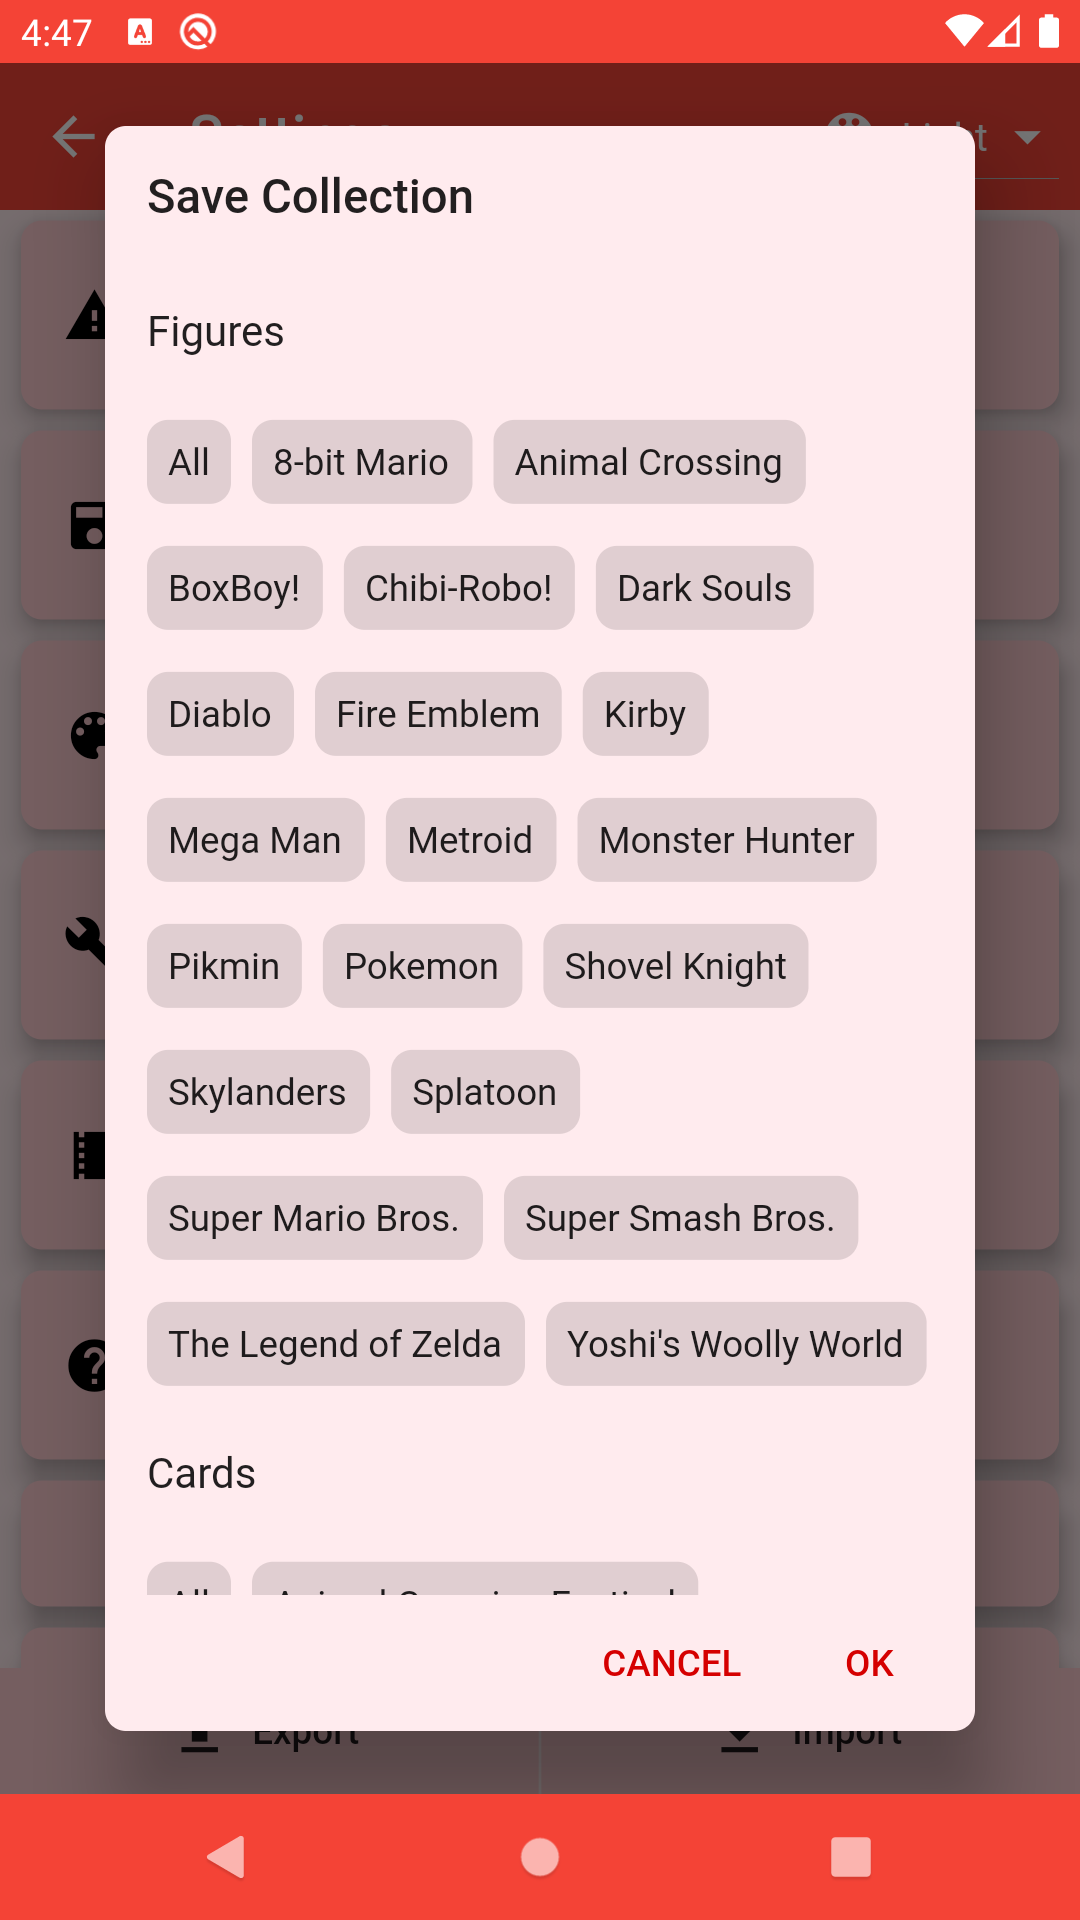 4:47
Save Collection
Figures
All 8-bit Mario Animal Crossing
BoxBoy! Chibi-Robo! Dark Souls
Diablo Fire Emblem Kirby
Mega Man Metroid Monster Hunter
Pikmin Pokemon Shovel Knight
Skylanders Splatoon
Super Mario Bros. Super Smash Bros.
The Legend of Zelda Yoshi's Woolly World
Cards
All
CANCEL OK
Export Import